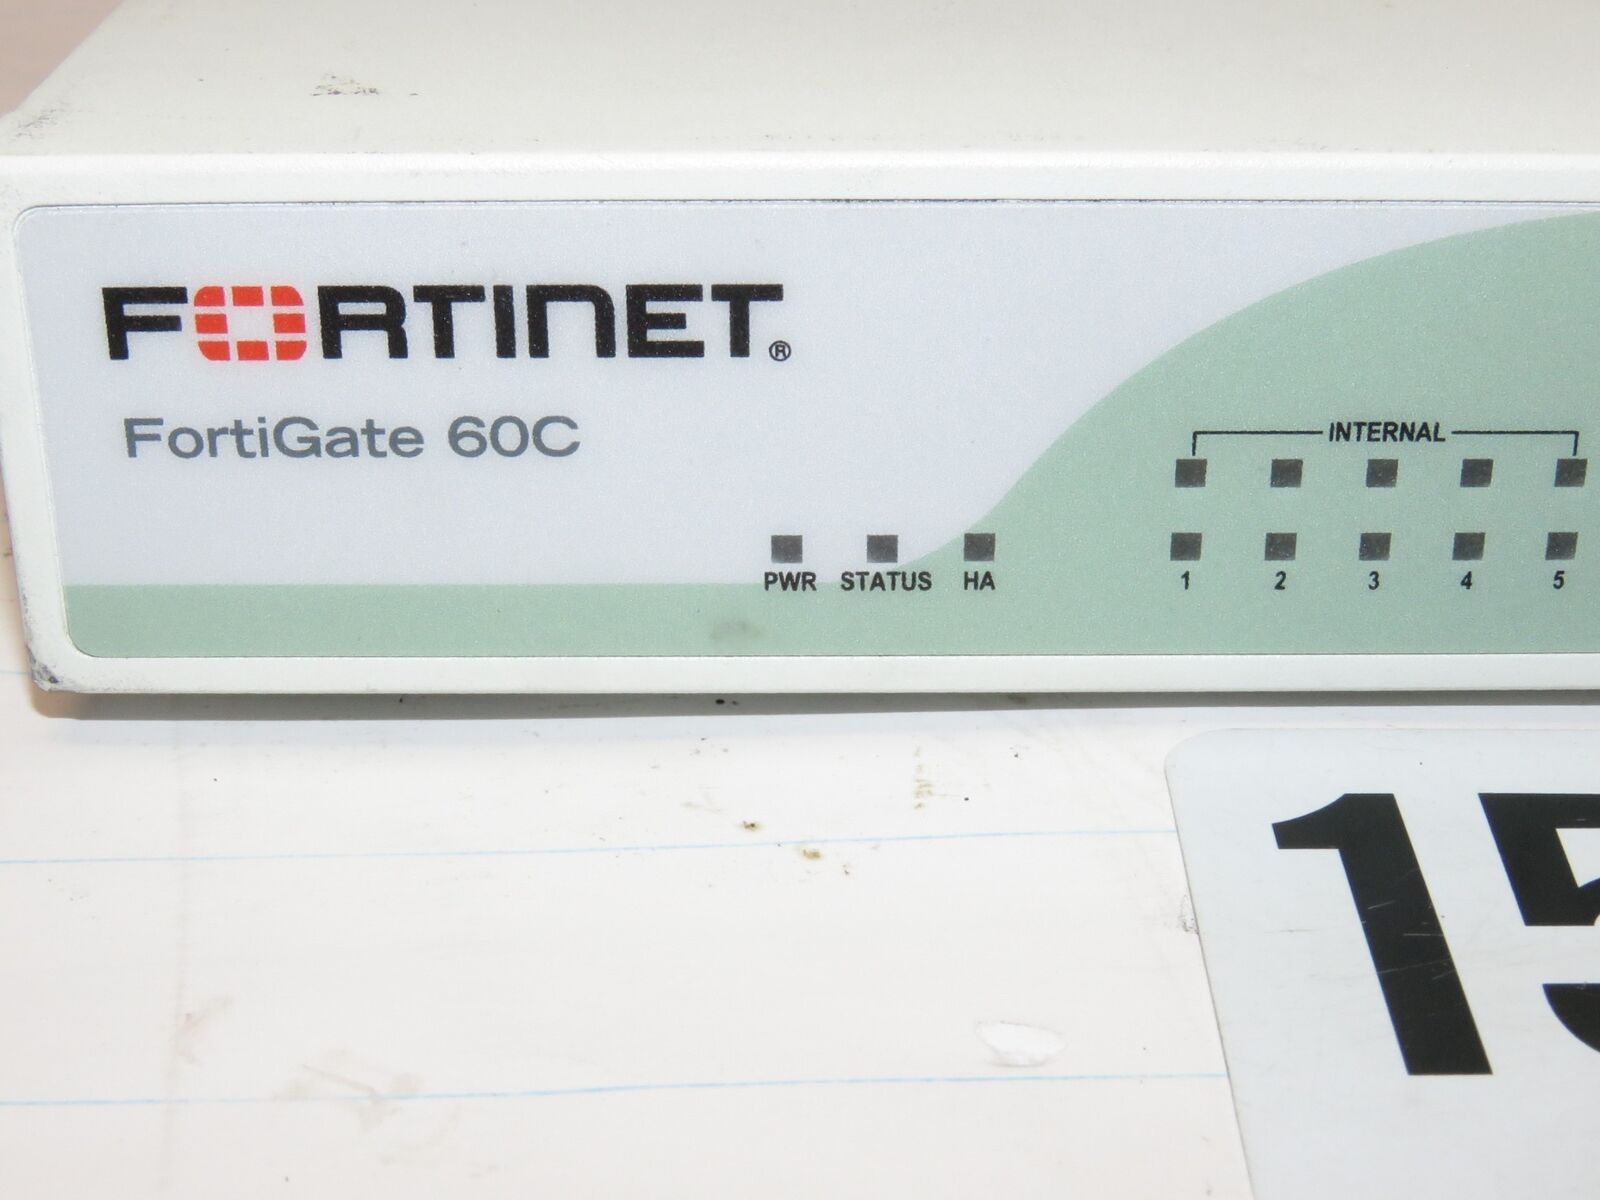 FORTINET®
FortiGate 60C
INTERNAL
PWR STATUS HA 1 2 3 4 5
15